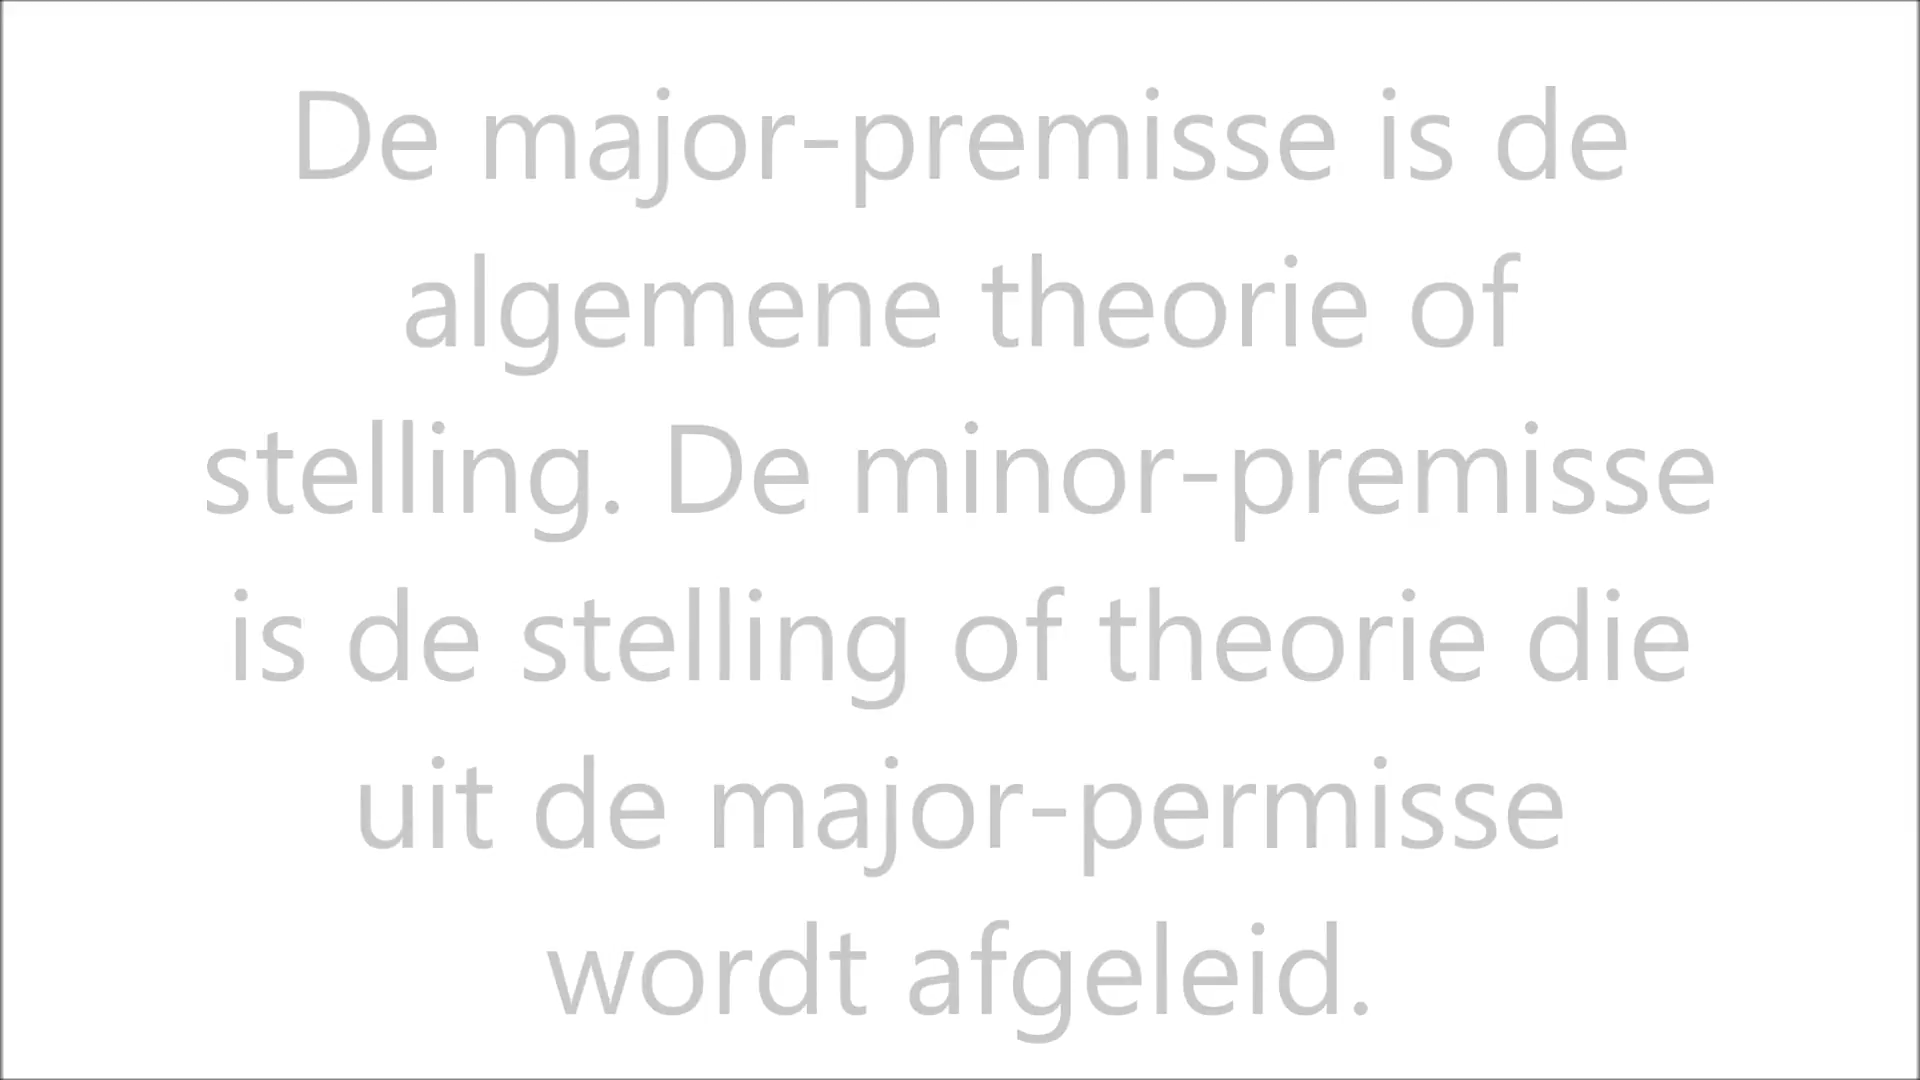 De major-premisse is de
algemene theorie of
stelling. De minor-premisse
is de stelling of theorie die
uit de major-permisse
wordt afgeleid.